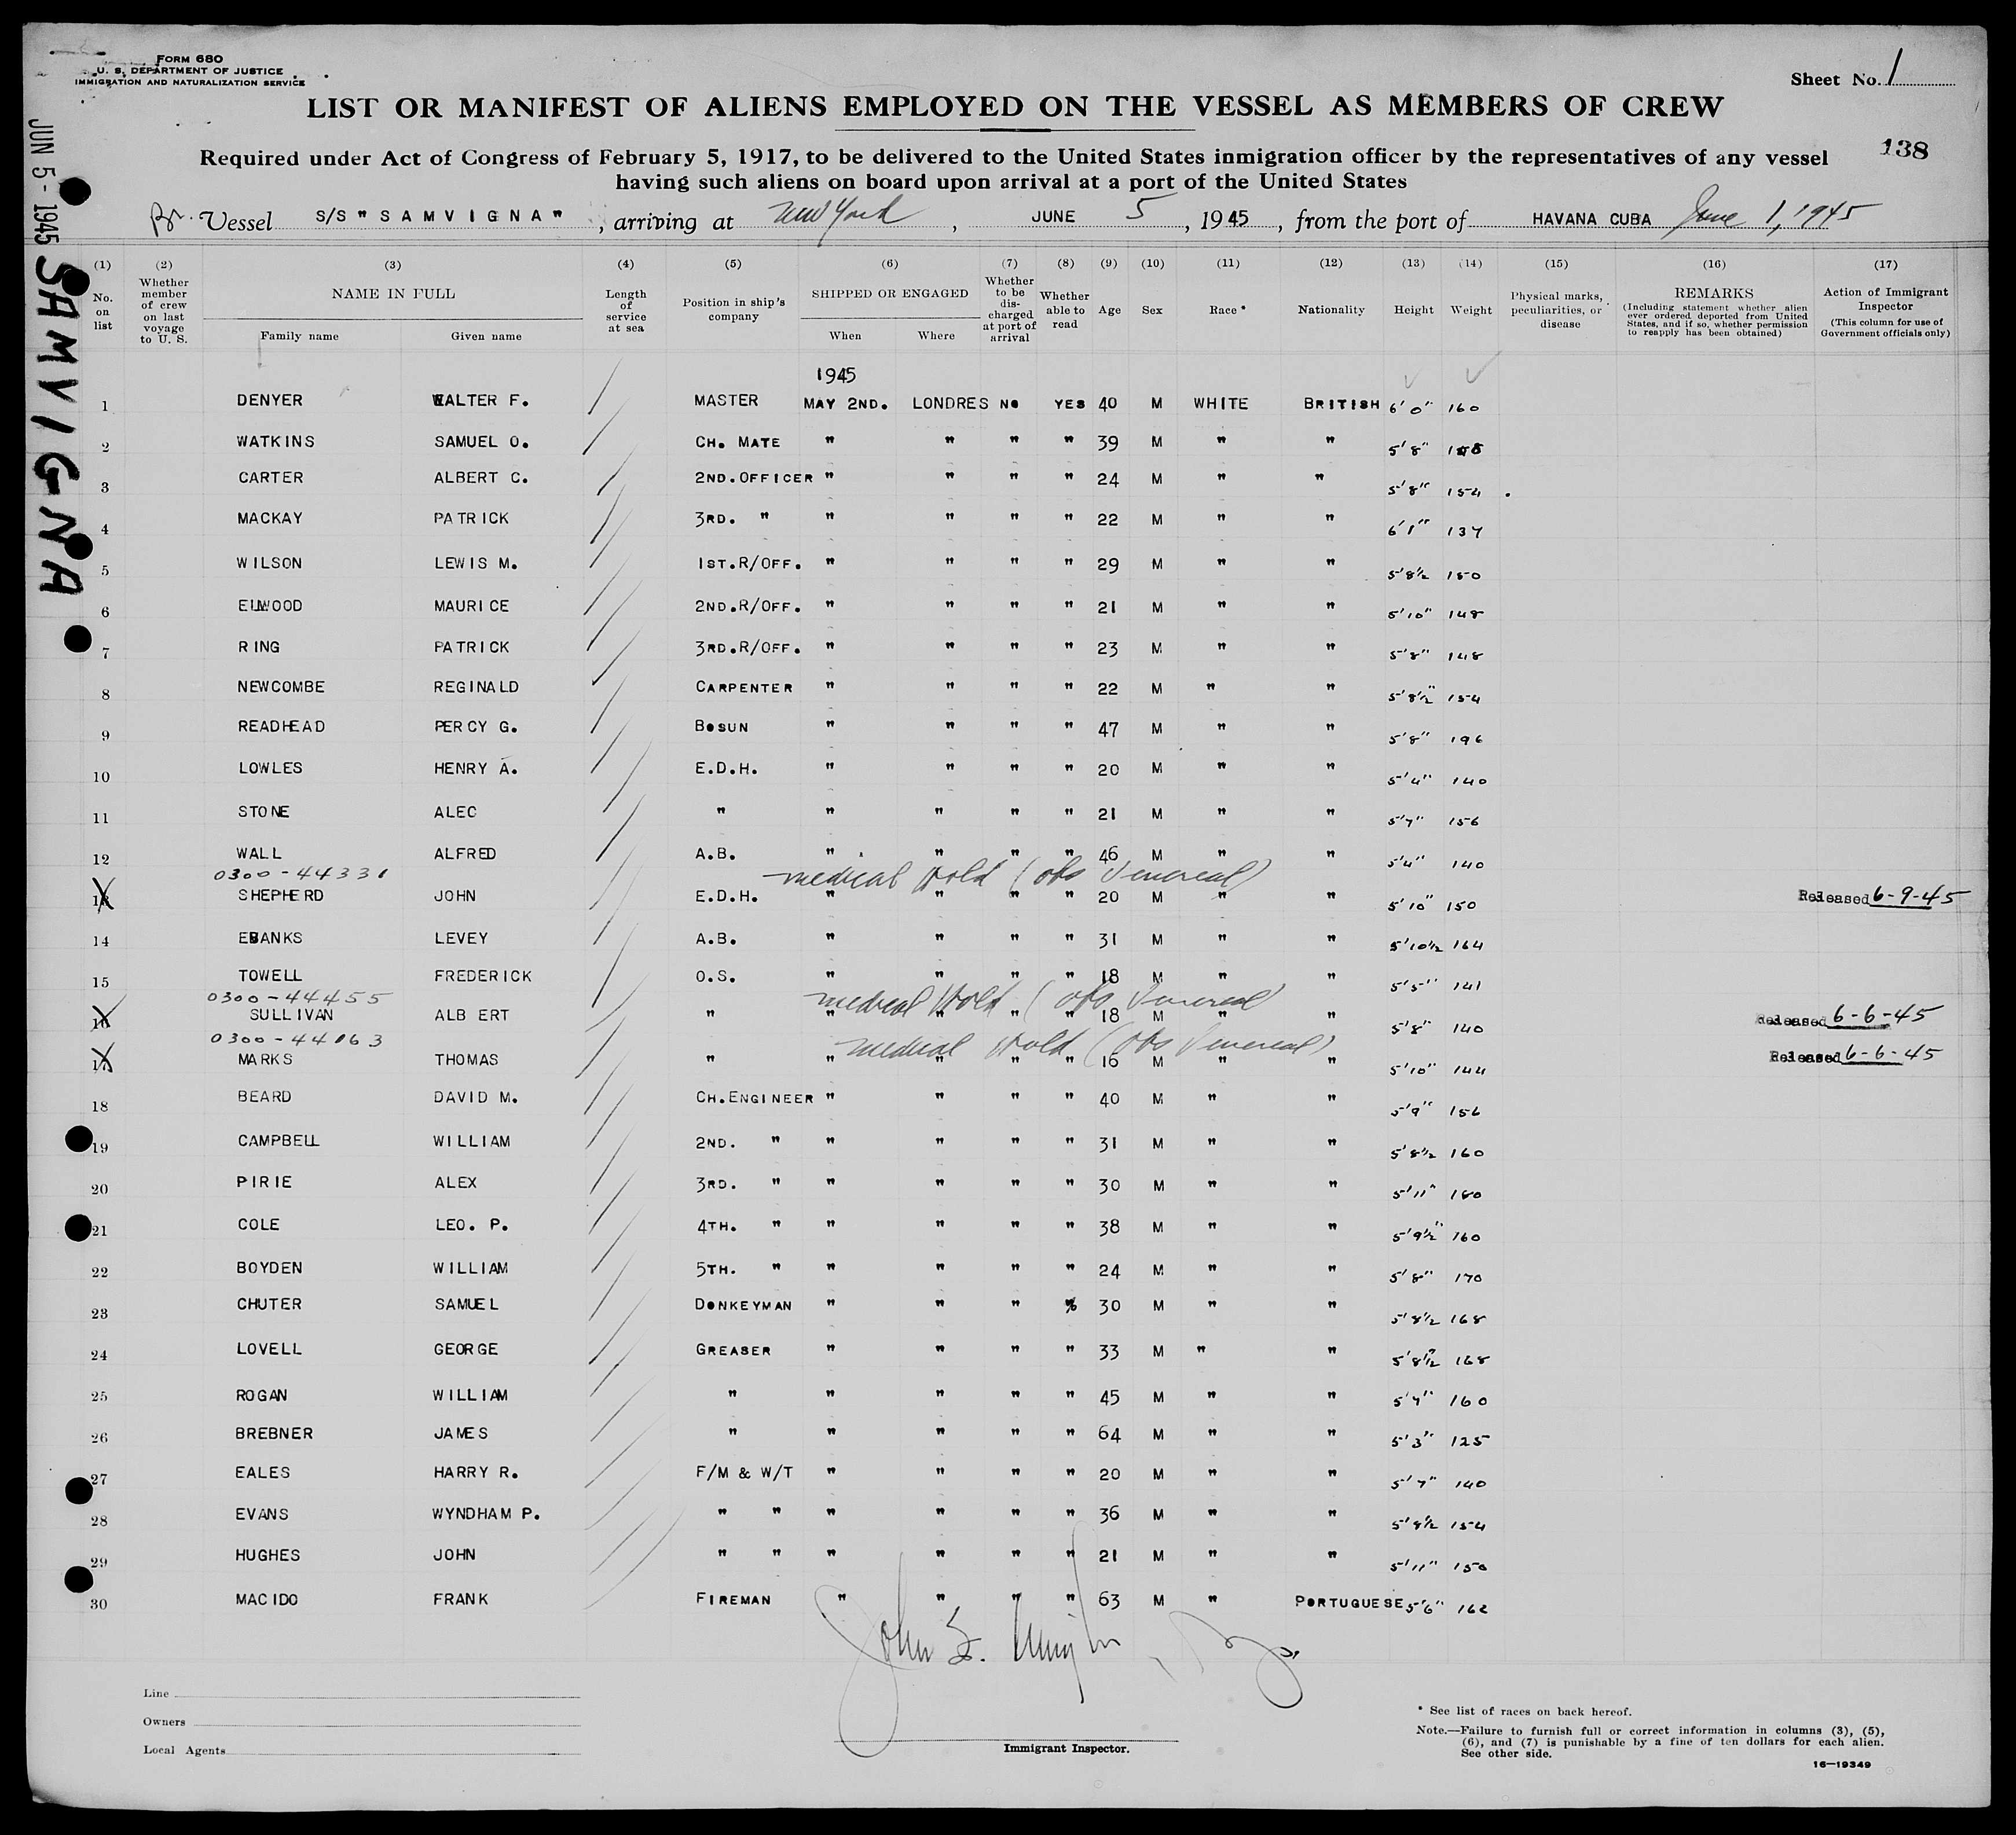 FORM 680
U. S. DEPARTMENT OF JUSTICE
IMMIGRATION AND NATURALIZATION SERVICE
Sheet No. 1
LIST OR MANIFEST OF ALIENS EMPLOYED ON THE VESSEL AS MEMBERS OF CREW
138
Required under Act of Congress of February 5, 1917, to be delivered to the United States inmigration officer by the representatives of any vessel
having such aliens on board upon arrival at a port of the United States
Br. Vessel S/S "SAMVIGNA", arriving at New York, JUNE 5, 1945, from the port of HAVANA CUBA June 1, 1945
JUN 5 - 1945 SAMVIGNA
(1) (2) (3) (4) (5) (6) (7) (8) (9) (10) (11) (12) (13) (14) (15) (16) (17)
No. on list Whether member of crew on last voyage to U. S. NAME IN FULL Family name Given name Length of service at sea Position in ship's company SHIPPED OR ENGAGED When Where Whether to be discharged at port of arrival Whether able to read Age Sex Race * Nationality Height Weight Physical marks, peculiarities, or disease REMARKS (Including statement whether alien ever ordered deported from United States, and if so, whether permission to reapply has been obtained) Action of Immigrant Inspector (This column for use of Government officials only)
1945
1 DENYER WALTER F. MASTER MAY 2ND. LONDRES NO YES 40 M WHITE BRITISH 6'0" 160
2 WATKINS SAMUEL O. CH. MATE " " " " 39 M " " 5'8"
3 CARTER ALBERT C. 2ND.OFFICER " " " " 24 M " " 5'8" 154
4 MACKAY PATRICK 3RD. " " " " " 22 M " " 6'1" 137
5 WILSON LEWIS M. 1ST.R/OFF. " " " " 29 M " " 5'8½ 150
6 ELWOOD MAURICE 2ND.R/OFF. " " " " 21 M " " 5'10" 148
7 RING PATRICK 3RD.R/OFF. " " " " 23 M " " 5'8" 148
8 NEWCOMBE REGINALD CARPENTER " " " " 22 M " " 5'8½" 154
9 READHEAD PERCY G. BOSUN " " " " 47 M " " 5'8" 196
10 LOWLES HENRY A. E.D.H. " " " " 20 M " " 5'4" 140
11 STONE ALEC " " " " " 21 M " " 5'7" 156
12 WALL ALFRED A.B. " " " " 46 M " " 5'4" 140
0300-44331 medical hold (obs venereal)
13 SHEPHERD JOHN E.D.H. " " " " 20 M " " 5'10" 150 Released 6-9-45
14 EBANKS LEVEY A.B. " " " " 31 M " " 5'10½ 164
15 TOWELL FREDERICK O.S. " " " " 18 M " " 5'5" 141
0300-44455 medical hold (obs venereal
16 SULLIVAN ALBERT " " " " " 18 M " " 5'8" 140 Released 6-6-45
0300-44163 medical hold (obs venereal)
17 MARKS THOMAS " " " " " 16 M " " 5'10" 144 Released 6-6-45
18 BEARD DAVID M. CH.ENGINEER " " " " 40 M " " 5'9" 156
19 CAMPBELL WILLIAM 2ND. " " " " " 31 M " " 5'8½ 160
20 PIRIE ALEX 3RD. " " " " " 30 M " " 5'11"
21 COLE LEO. P. 4TH. " " " " " 38 M " " 5'9½" 160
22 BOYDEN WILLIAM 5TH. " " " " " 24 M " " 5'8" 170
23 CHUTER SAMUEL DONKEYMAN " " " " 30 M " " 5'8½ 168
24 LOVELL GEORGE GREASER " " " " 33 M " " 5'8½" 168
25 ROGAN WILLIAM " " " " " 45 M " " 5'7" 160
26 BREBNER JAMES " " " " " 64 M " " 5'3" 125
27 EALES HARRY R. F/M & W/T " " " " 20 M " " 5'7" 140
28 EVANS WYNDHAM P. " " " " " " 36 M " " 5'8½ 154
29 HUGHES JOHN " " " " " " 21 M " " 5'11" 150
30 MACIDO FRANK FIREMAN " " " " 63 M " PORTUGUESE 5'6" 162
John
Line
Owners
Local Agents
Immigrant Inspector.
* See list of races on back hereof.
Note.—Failure to furnish full or correct information in columns (3), (5),
(6), and (7) is punishable by a fine of ten dollars for each alien.
See other side.
16—19349